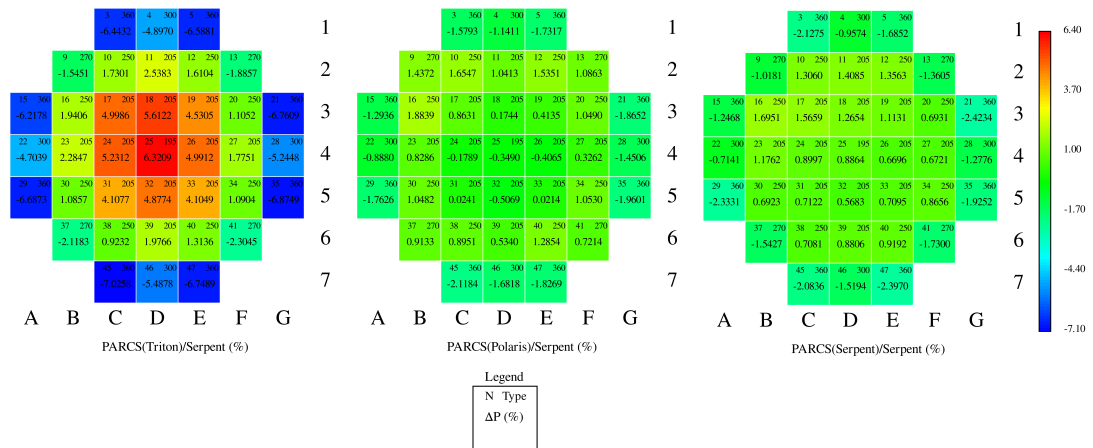 3 360 4 300 5 360
-6.4432 -4.8970 -6.5881
1
9 270 10 250 11 205 12 250 13 270
-1.5451 1.7301 2.5383 1.6104 -1.8857
2
15 360 16 250 17 205 18 205 19 205 20 250 21 360
-6.2178 1.9406 4.9986 5.6122 4.5305 1.1052 -6.7609
3
22 300 23 205 24 205 25 195 26 205 27 205 28 300
-4.7039 2.2847 5.2312 6.3209 4.9912 1.7751 -5.2448
4
29 360 30 250 31 205 32 205 33 205 34 250 35 360
-6.6873 1.0857 4.1077 4.8774 4.1049 1.0904 -6.8749
5
37 270 38 250 39 205 40 250 41 270
-2.1183 0.9232 1.9766 1.3136 -2.3045
6
45 360 46 300 47 360
-7.0258 -5.4878 -6.7489
7
A B C D E F G
PARCS(Triton)/Serpent (%)
3 360 4 300 5 360
-1.5793 -1.1411 -1.7317
1
9 270 10 250 11 205 12 250 13 270
1.4372 1.6547 1.0413 1.5351 1.0863
2
15 360 16 250 17 205 18 205 19 205 20 250 21 360
-1.2936 1.8839 0.8631 0.1744 0.4135 1.0490 -1.8652
3
22 300 23 205 24 205 25 195 26 205 27 205 28 300
-0.8880 0.8286 -0.1789 -0.3490 -0.4065 0.3262 -1.4506
4
29 360 30 250 31 205 32 205 33 205 34 250 35 360
-1.7626 1.0482 0.0241 -0.5069 0.0214 1.0530 -1.9601
5
37 270 38 250 39 205 40 250 41 270
0.9133 0.8951 0.5340 1.2854 0.7214
6
45 360 46 300 47 360
-2.1184 -1.6818 -1.8269
7
A B C D E F G
PARCS(Polaris)/Serpent (%)
3 360 4 300 5 360
-2.1275 -0.9574 -1.6852
1
9 270 10 250 11 205 12 250 13 270
-1.0181 1.3060 1.4085 1.3563 -1.3605
2
15 360 16 250 17 205 18 205 19 205 20 250 21 360
-1.2468 1.6951 1.5659 1.2654 1.1131 0.6931 -2.4234
3
22 300 23 205 24 205 25 195 26 205 27 205 28 300
-0.7141 1.1762 0.8997 0.8864 0.6696 0.6721 -1.2776
4
29 360 30 250 31 205 32 205 33 205 34 250 35 360
-2.3331 0.6923 0.7122 0.5683 0.7095 0.8656 -1.9252
5
37 270 38 250 39 205 40 250 41 270
-1.5427 0.7081 0.8806 0.9192 -1.7300
6
45 360 46 300 47 360
-2.0836 -1.5194 -2.3970
7
A B C D E F G
PARCS(Serpent)/Serpent (%)
6.40
3.70
1.00
-1.70
-4.40
-7.10
Legend
N Type
ΔP (%)